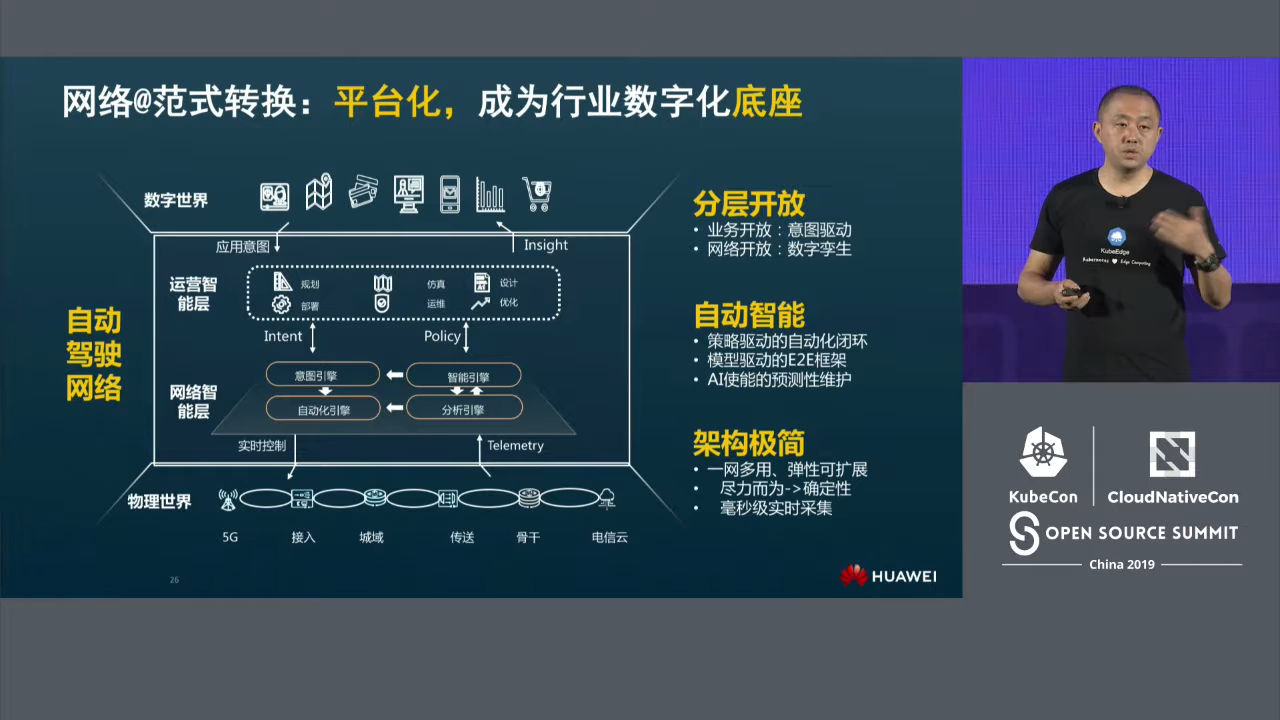 网络@范式转换：平台化，成为行业数字化底座
数字世界
应用意图
Insight
运营智
能层
规划
仿真
设计
部署
运维
优化
Intent
Policy
自动
驾驶
网络
网络智
能层
意图引擎
智能引擎
自动化引擎
分析引擎
实时控制
Telemetry
物理世界
5G
接入
城域
传送
骨干
电信云
分层开放
• 业务开放：意图驱动
• 网络开放：数字孪生
自动智能
• 策略驱动的自动化闭环
• 模型驱动的E2E框架
• AI使能的预测性维护
架构极简
• 一网多用、弹性可扩展
• 尽力而为->确定性
• 毫秒级实时采集
26
HUAWEI
KubeEdge
Kubernetes ♥ Edge Computing
KubeCon
CloudNativeCon
OPEN SOURCE SUMMIT
China 2019